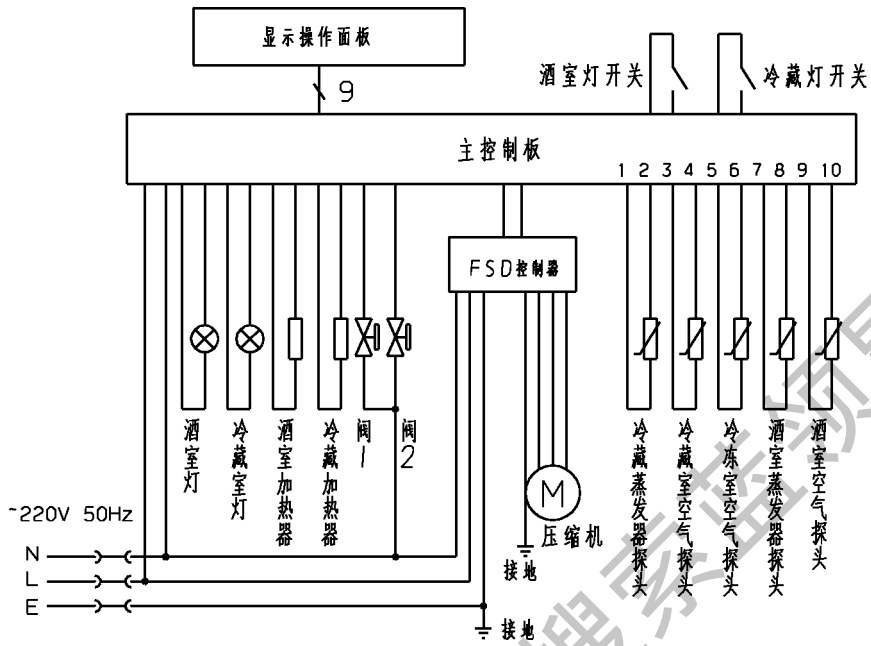 显示操作面板
9
酒室灯开关
冷藏灯开关
主控制板
1 2 3 4 5 6 7 8 9 10
FSD控制器
酒室灯
冷藏室灯
酒室加热器
冷藏加热器
阀1
阀2
冷藏蒸发器探头
冷藏室空气探头
冷冻室空气探头
酒室蒸发器探头
酒室空气探头
M
压缩机
~220V 50Hz
N
L
E
接地
接地
搜索蓝领星